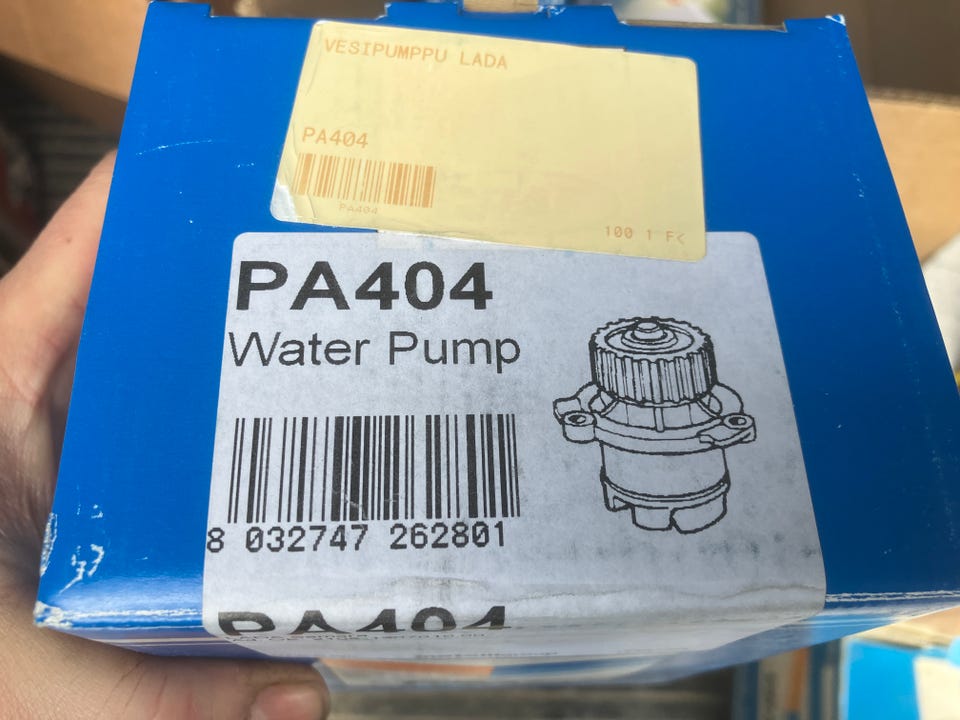 VESIPUMPPU LADA
PA404
PA404
100 1 F<
PA404
Water Pump
8 032747 262801
PA404